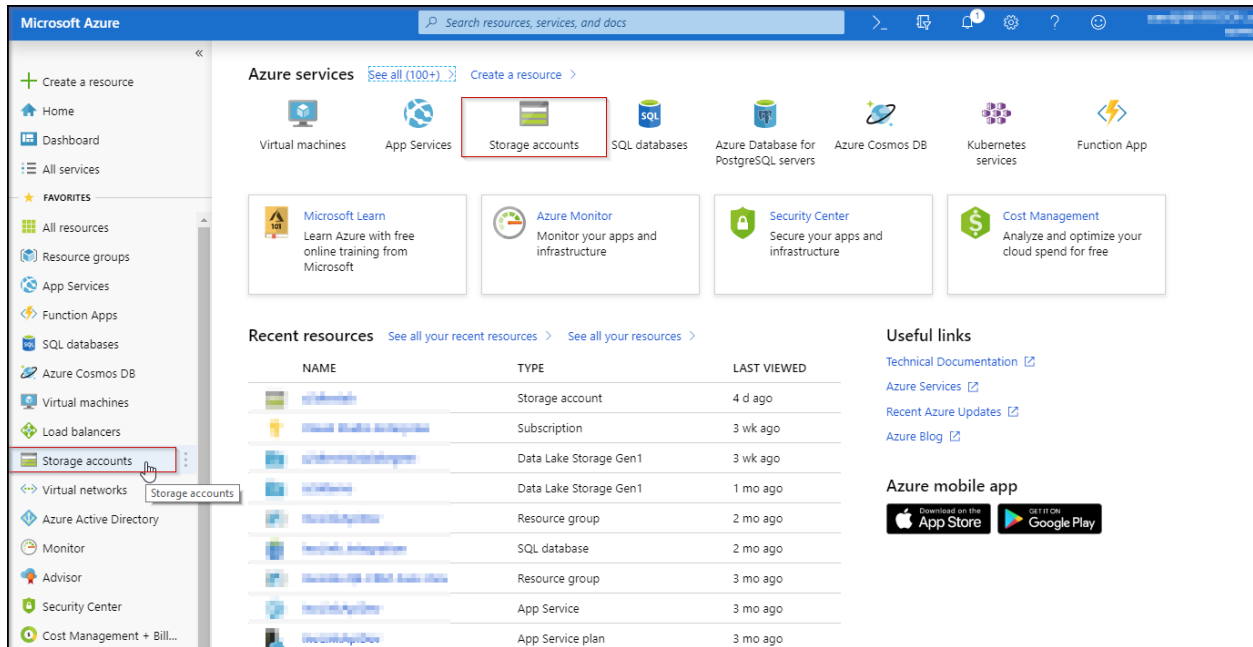 Microsoft Azure
Search resources, services, and docs
1
Create a resource
Home
Dashboard
All services
FAVORITES
All resources
Resource groups
App Services
Function Apps
SQL databases
Azure Cosmos DB
Virtual machines
Load balancers
Storage accounts
Storage accounts
Virtual networks
Azure Active Directory
Monitor
Advisor
Security Center
Cost Management + Bill...
Azure services See all (100+) > Create a resource >
Virtual machines
App Services
Storage accounts
SQL
SQL databases
Azure Database for
PostgreSQL servers
Azure Cosmos DB
Kubernetes
services
Function App
101
Microsoft Learn
Learn Azure with free
online training from
Microsoft
Azure Monitor
Monitor your apps and
infrastructure
Security Center
Secure your apps and
infrastructure
Cost Management
Analyze and optimize your
cloud spend for free
Recent resources See all your recent resources > See all your resources >
NAME TYPE LAST VIEWED
Storage account 4 d ago
Subscription 3 wk ago
Data Lake Storage Gen1 3 wk ago
Data Lake Storage Gen1 1 mo ago
Resource group 2 mo ago
SQL database 2 mo ago
Resource group 3 mo ago
App Service 3 mo ago
App Service plan 3 mo ago
Useful links
Technical Documentation
Azure Services
Recent Azure Updates
Azure Blog
Azure mobile app
Download on the
App Store
GET IT ON
Google Play